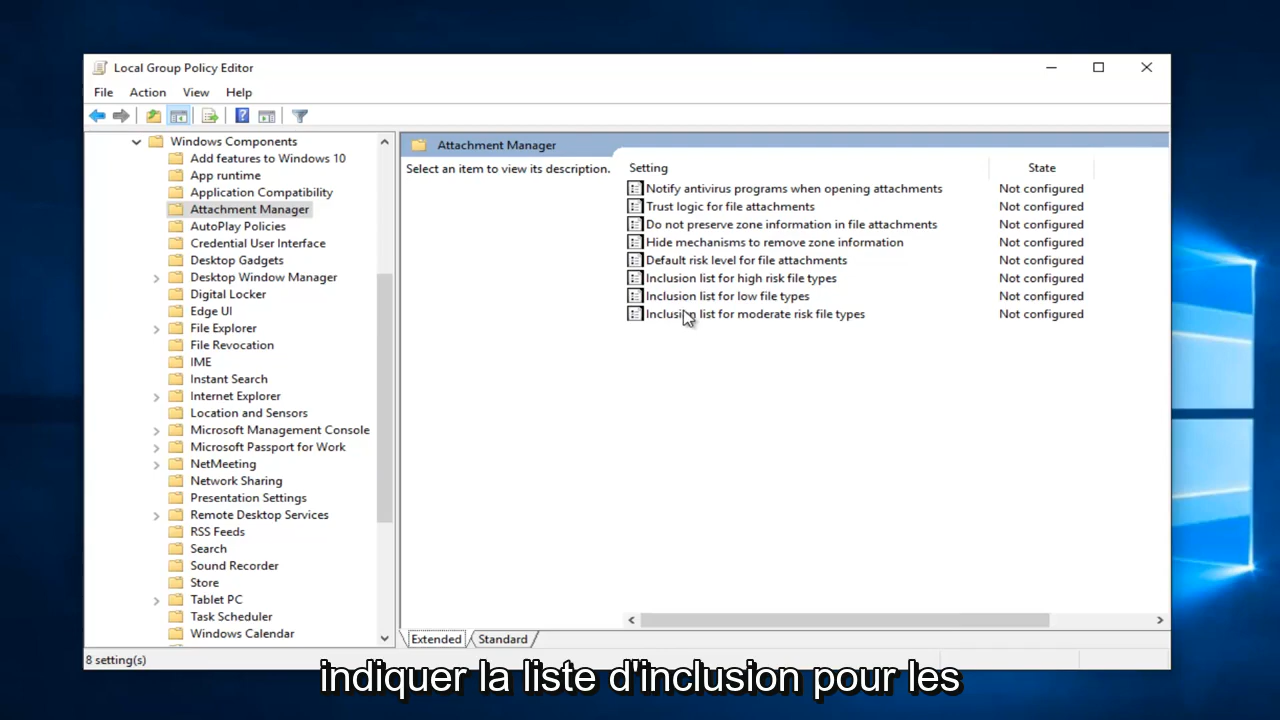 Local Group Policy Editor
File Action View Help
Windows Components
Add features to Windows 10
App runtime
Application Compatibility
Attachment Manager
AutoPlay Policies
Credential User Interface
Desktop Gadgets
Desktop Window Manager
Digital Locker
Edge UI
File Explorer
File Revocation
IME
Instant Search
Internet Explorer
Location and Sensors
Microsoft Management Console
Microsoft Passport for Work
NetMeeting
Network Sharing
Presentation Settings
Remote Desktop Services
RSS Feeds
Search
Sound Recorder
Store
Tablet PC
Task Scheduler
Windows Calendar
Attachment Manager
Select an item to view its description.
Setting State
Notify antivirus programs when opening attachments Not configured
Trust logic for file attachments Not configured
Do not preserve zone information in file attachments Not configured
Hide mechanisms to remove zone information Not configured
Default risk level for file attachments Not configured
Inclusion list for high risk file types Not configured
Inclusion list for low file types Not configured
Inclusion list for moderate risk file types Not configured
Extended Standard
8 setting(s)
indiquer la liste d'inclusion pour les